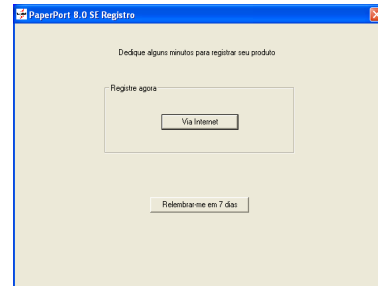 PaperPort 8.0 SE Registro
Dedique alguns minutos para registrar seu produto
Registre agora
Via Internet
Relembrar-me em 7 dias